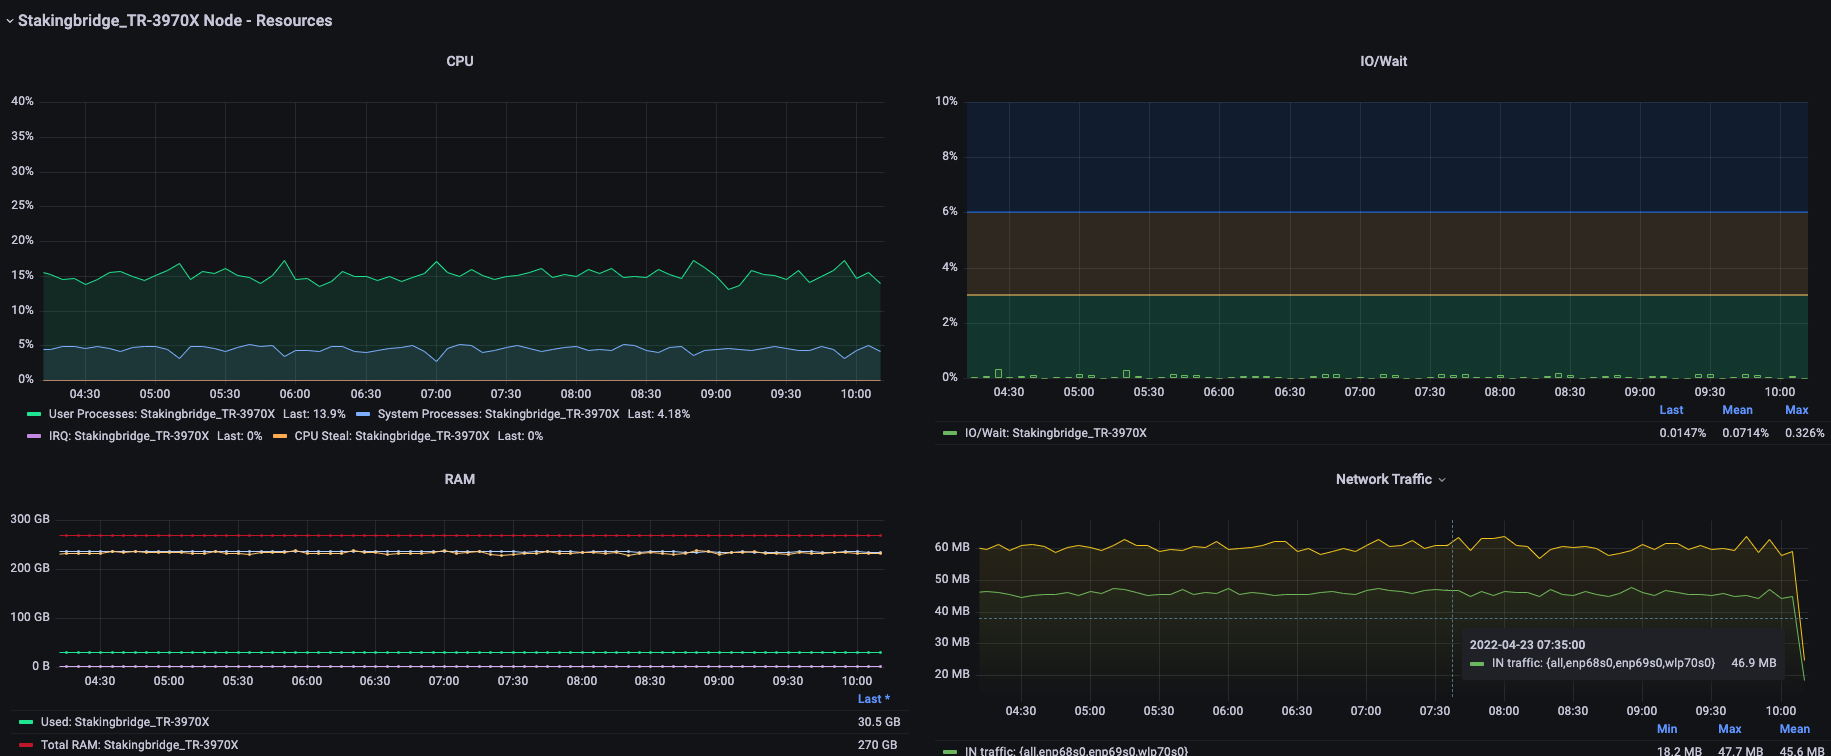 Stakingbridge_TR-3970X Node - Resources
CPU
40%
35%
30%
25%
20%
15%
10%
5%
0%
04:30 05:00 05:30 06:00 06:30 07:00 07:30 08:00 08:30 09:00 09:30 10:00
User Processes: Stakingbridge_TR-3970X Last: 13.9% System Processes: Stakingbridge_TR-3970X Last: 4.18%
IRQ: Stakingbridge_TR-3970X Last: 0% CPU Steal: Stakingbridge_TR-3970X Last: 0%
IO/Wait
10%
8%
6%
4%
2%
0%
04:30 05:00 05:30 06:00 06:30 07:00 07:30 08:00 08:30 09:00 09:30 10:00
Last Mean Max
IO/Wait: Stakingbridge_TR-3970X 0.0147% 0.0714% 0.326%
RAM
300 GB
200 GB
100 GB
0 B
04:30 05:00 05:30 06:00 06:30 07:00 07:30 08:00 08:30 09:00 09:30 10:00
Last *
Used: Stakingbridge_TR-3970X 30.5 GB
Total RAM: Stakingbridge_TR-3970X 270 GB
Network Traffic
60 MB
50 MB
40 MB
30 MB
20 MB
2022-04-23 07:35:00
IN traffic: {all,enp68s0,enp69s0,wlp70s0} 46.9 MB
04:30 05:00 05:30 06:00 06:30 07:00 07:30 08:00 08:30 09:00 09:30 10:00
Min Max Mean
IN traffic: {all,enp68s0,enp69s0,wlp70s0} 18.2 MB 47.7 MB 45.6 MB